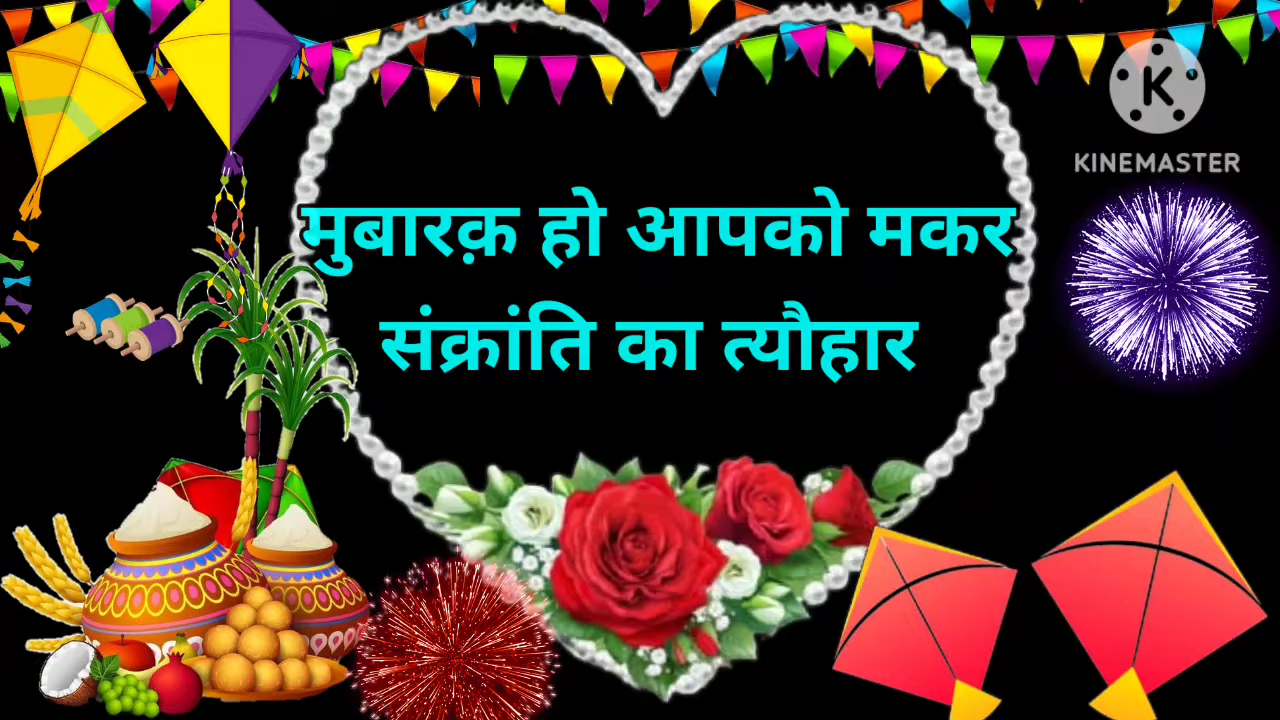 मुबारक़ हो आपको मकर
संक्रांति का त्यौहार
K
KINEMASTER